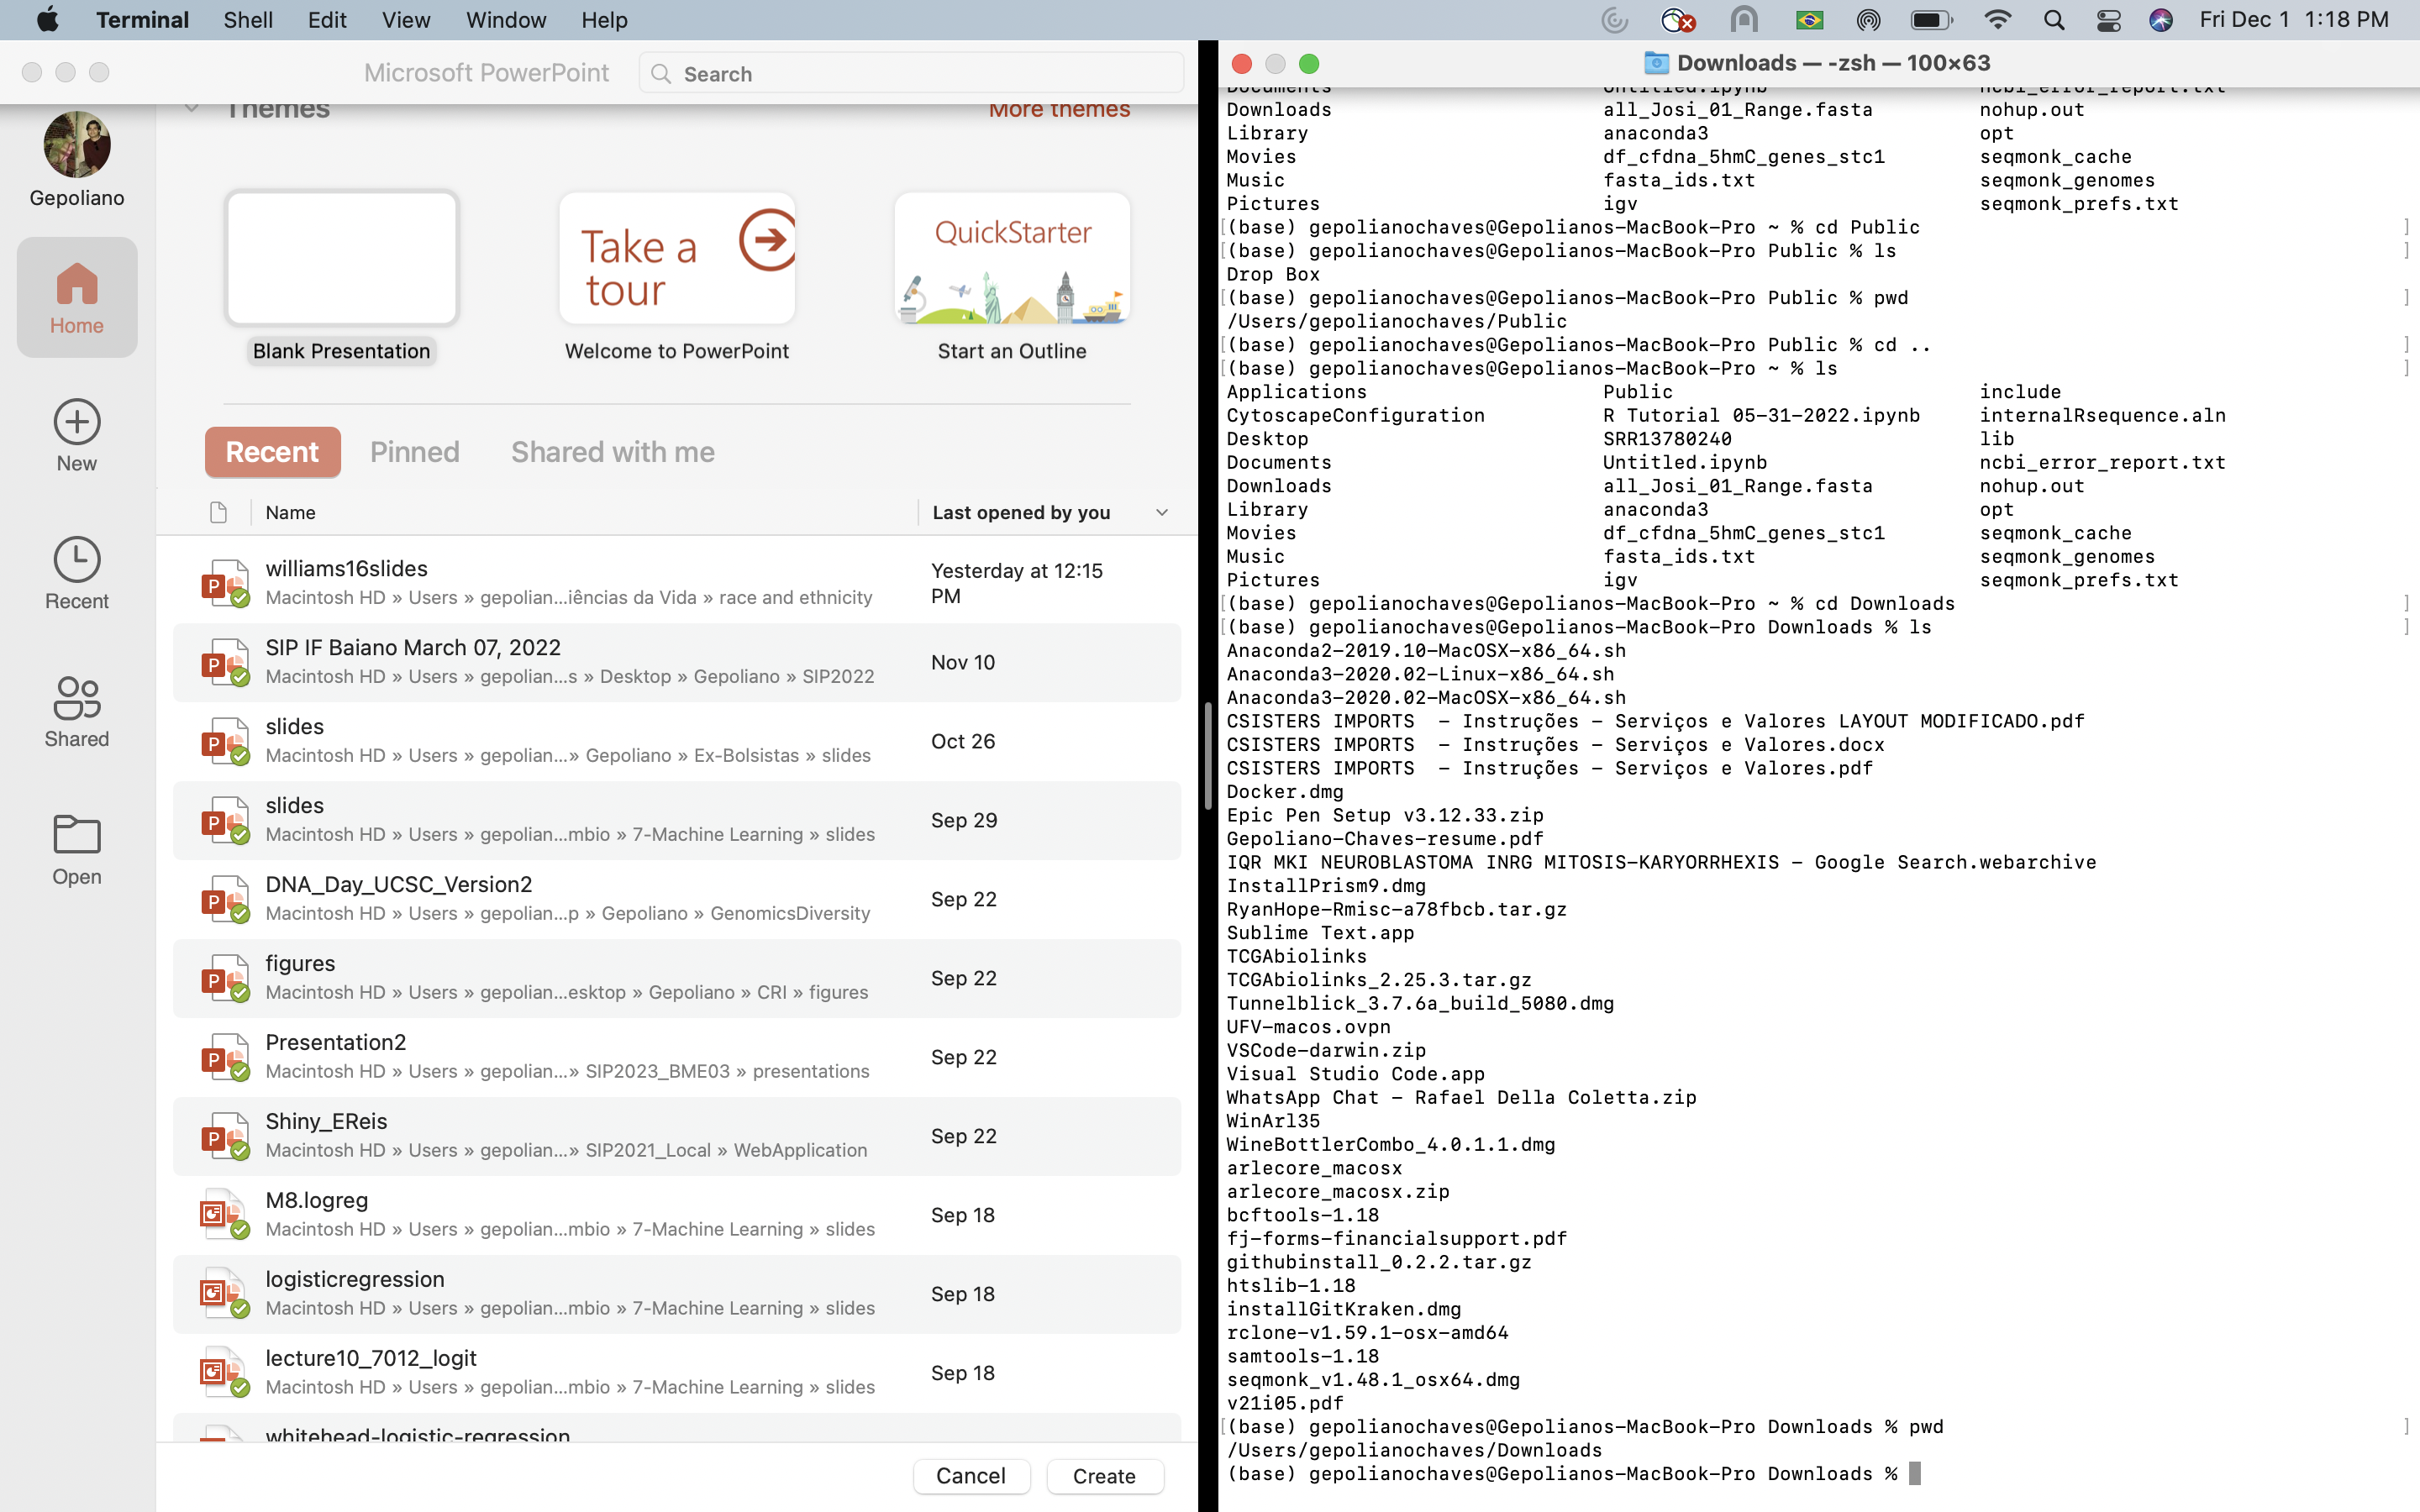 Terminal Shell Edit View Window Help Fri Dec 1 1:18 PM
Microsoft PowerPoint Search
Gepoliano
Home
New
Recent
Shared
Open
Themes More themes
Take a
tour
QuickStarter
Blank Presentation Welcome to PowerPoint Start an Outline
Recent Pinned Shared with me
Name Last opened by you
williams16slides
Macintosh HD » Users » gepolian...iências da Vida » race and ethnicity
Yesterday at 12:15
PM
SIP IF Baiano March 07, 2022
Macintosh HD » Users » gepolian...s » Desktop » Gepoliano » SIP2022
Nov 10
slides
Macintosh HD » Users » gepolian...» Gepoliano » Ex-Bolsistas » slides
Oct 26
slides
Macintosh HD » Users » gepolian...mbio » 7-Machine Learning » slides
Sep 29
DNA_Day_UCSC_Version2
Macintosh HD » Users » gepolian...p » Gepoliano » GenomicsDiversity
Sep 22
figures
Macintosh HD » Users » gepolian...esktop » Gepoliano » CRI » figures
Sep 22
Presentation2
Macintosh HD » Users » gepolian...» SIP2023_BME03 » presentations
Sep 22
Shiny_EReis
Macintosh HD » Users » gepolian...» SIP2021_Local » WebApplication
Sep 22
M8.logreg
Macintosh HD » Users » gepolian...mbio » 7-Machine Learning » slides
Sep 18
logisticregression
Macintosh HD » Users » gepolian...mbio » 7-Machine Learning » slides
Sep 18
lecture10_7012_logit
Macintosh HD » Users » gepolian...mbio » 7-Machine Learning » slides
Sep 18
whitehead-logistic-regression
Cancel Create
Downloads — -zsh — 100×63
Documents Untitled.ipynb ncbi_error_report.txt
Downloads all_Josi_01_Range.fasta nohup.out
Library anaconda3 opt
Movies df_cfdna_5hmC_genes_stc1 seqmonk_cache
Music fasta_ids.txt seqmonk_genomes
Pictures igv seqmonk_prefs.txt
[(base) gepolianochaves@Gepolianos-MacBook-Pro ~ % cd Public ]
[(base) gepolianochaves@Gepolianos-MacBook-Pro Public % ls ]
Drop Box
[(base) gepolianochaves@Gepolianos-MacBook-Pro Public % pwd ]
/Users/gepolianochaves/Public
[(base) gepolianochaves@Gepolianos-MacBook-Pro Public % cd .. ]
[(base) gepolianochaves@Gepolianos-MacBook-Pro ~ % ls ]
Applications Public include
CytoscapeConfiguration R Tutorial 05-31-2022.ipynb internalRsequence.aln
Desktop SRR13780240 lib
Documents Untitled.ipynb ncbi_error_report.txt
Downloads all_Josi_01_Range.fasta nohup.out
Library anaconda3 opt
Movies df_cfdna_5hmC_genes_stc1 seqmonk_cache
Music fasta_ids.txt seqmonk_genomes
Pictures igv seqmonk_prefs.txt
[(base) gepolianochaves@Gepolianos-MacBook-Pro ~ % cd Downloads ]
[(base) gepolianochaves@Gepolianos-MacBook-Pro Downloads % ls ]
Anaconda2-2019.10-MacOSX-x86_64.sh
Anaconda3-2020.02-Linux-x86_64.sh
Anaconda3-2020.02-MacOSX-x86_64.sh
CSISTERS IMPORTS  - Instruções - Serviços e Valores LAYOUT MODIFICADO.pdf
CSISTERS IMPORTS  - Instruções - Serviços e Valores.docx
CSISTERS IMPORTS  - Instruções - Serviços e Valores.pdf
Docker.dmg
Epic Pen Setup v3.12.33.zip
Gepoliano-Chaves-resume.pdf
IQR MKI NEUROBLASTOMA INRG MITOSIS-KARYORRHEXIS - Google Search.webarchive
InstallPrism9.dmg
RyanHope-Rmisc-a78fbcb.tar.gz
Sublime Text.app
TCGAbiolinks
TCGAbiolinks_2.25.3.tar.gz
Tunnelblick_3.7.6a_build_5080.dmg
UFV-macos.ovpn
VSCode-darwin.zip
Visual Studio Code.app
WhatsApp Chat - Rafael Della Coletta.zip
WinArl35
WineBottlerCombo_4.0.1.1.dmg
arlecore_macosx
arlecore_macosx.zip
bcftools-1.18
fj-forms-financialsupport.pdf
githubinstall_0.2.2.tar.gz
htslib-1.18
installGitKraken.dmg
rclone-v1.59.1-osx-amd64
samtools-1.18
seqmonk_v1.48.1_osx64.dmg
v21i05.pdf
[(base) gepolianochaves@Gepolianos-MacBook-Pro Downloads % pwd ]
/Users/gepolianochaves/Downloads
(base) gepolianochaves@Gepolianos-MacBook-Pro Downloads %